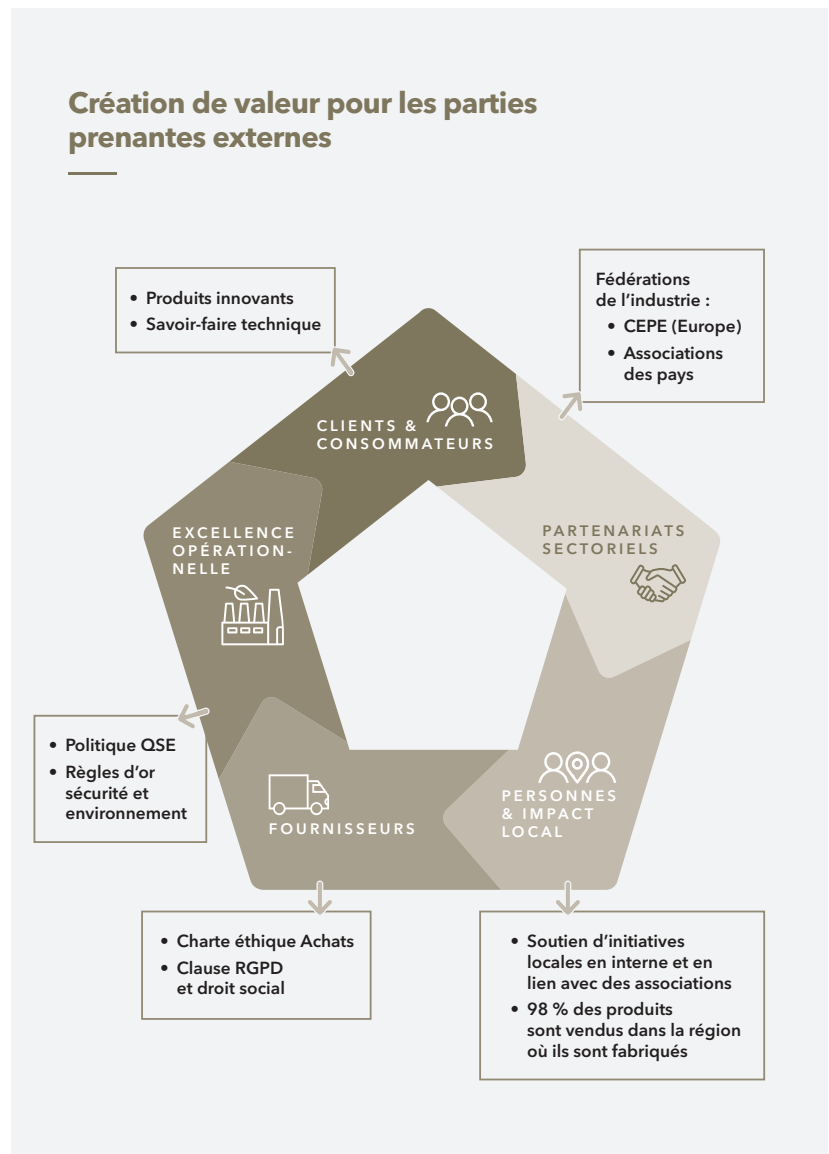 Création de valeur pour les parties
prenantes externes
• Produits innovants
• Savoir-faire technique
Fédérations
de l'industrie :
• CEPE (Europe)
• Associations
des pays
CLIENTS &
CONSOMMATEURS
EXCELLENCE
OPÉRATION-
NELLE
PARTENARIATS
SECTORIELS
• Politique QSE
• Règles d'or
sécurité et
environnement
FOURNISSEURS
PERSONNES
& IMPACT
LOCAL
• Charte éthique Achats
• Clause RGPD
et droit social
• Soutien d'initiatives
locales en interne et en
lien avec des associations
• 98 % des produits
sont vendus dans la région
où ils sont fabriqués